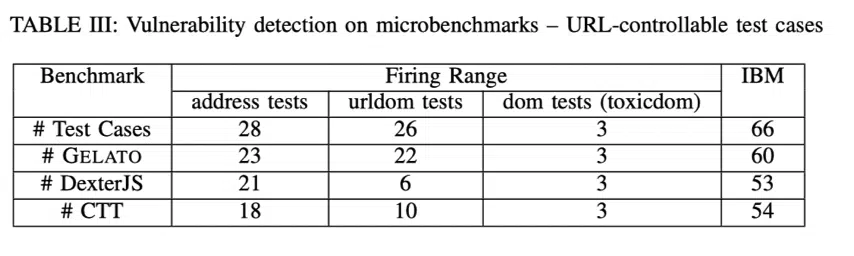 TABLE III: Vulnerability detection on microbenchmarks – URL-controllable test cases
Benchmark Firing Range IBM
address tests urldom tests dom tests (toxicdom)
# Test Cases 28 26 3 66
# GELATO 23 22 3 60
# DexterJS 21 6 3 53
# CTT 18 10 3 54